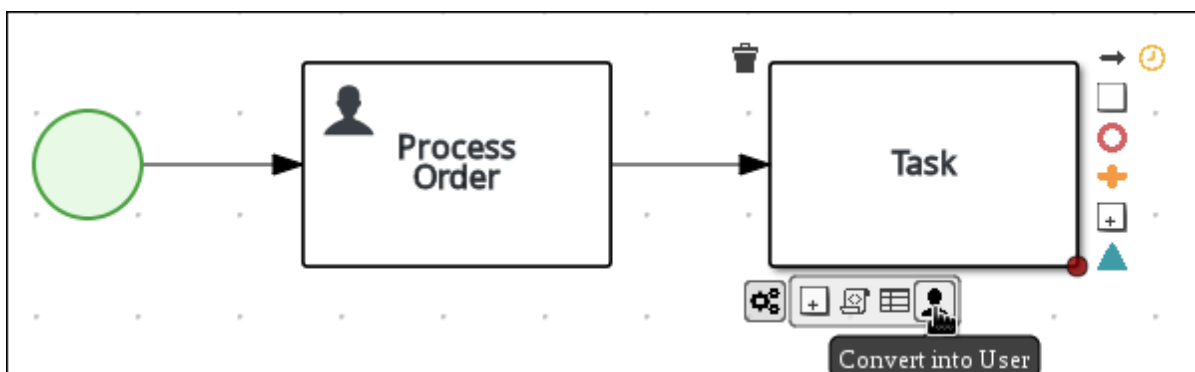 Process
Order
Task
Convert into User